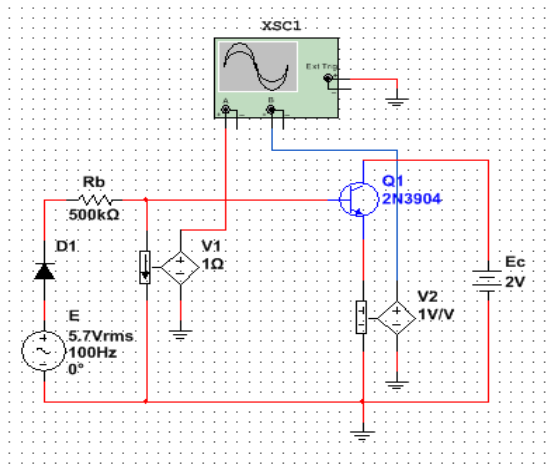 XSC1
Ext Trig
A
B
Rb
500kΩ
Q1
2N3904
D1
V1
1Ω
Ec
2V
V2
1V/V
E
5.7Vrms
100Hz
0°